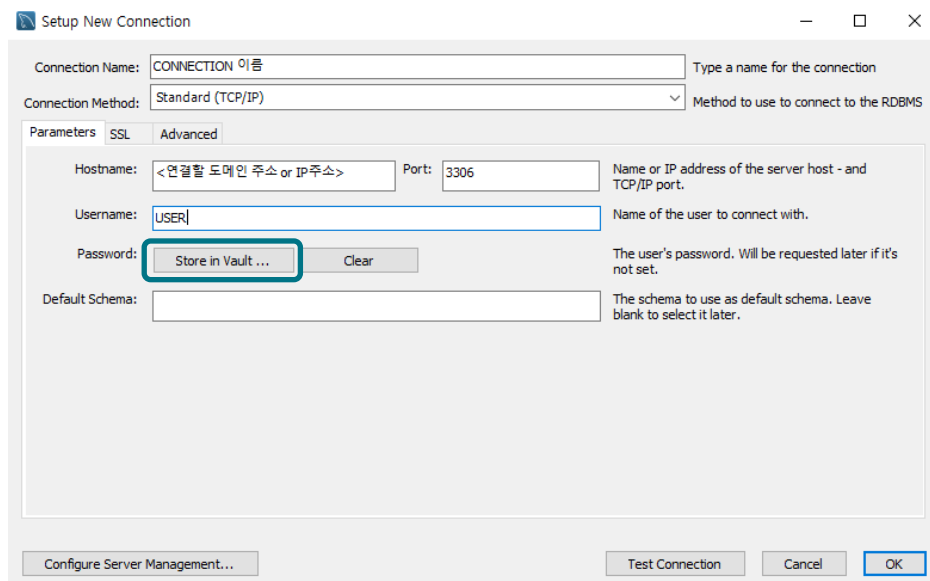 Setup New Connection
Connection Name: CONNECTION 이름 Type a name for the connection
Connection Method: Standard (TCP/IP) Method to use to connect to the RDBMS
Parameters SSL Advanced
Hostname: <연결할 도메인 주소 or IP주소> Port: 3306 Name or IP address of the server host - and
TCP/IP port.
Username: USER Name of the user to connect with.
Password: Store in Vault ... Clear The user's password. Will be requested later if it's
not set.
Default Schema: The schema to use as default schema. Leave
blank to select it later.
Configure Server Management... Test Connection Cancel OK